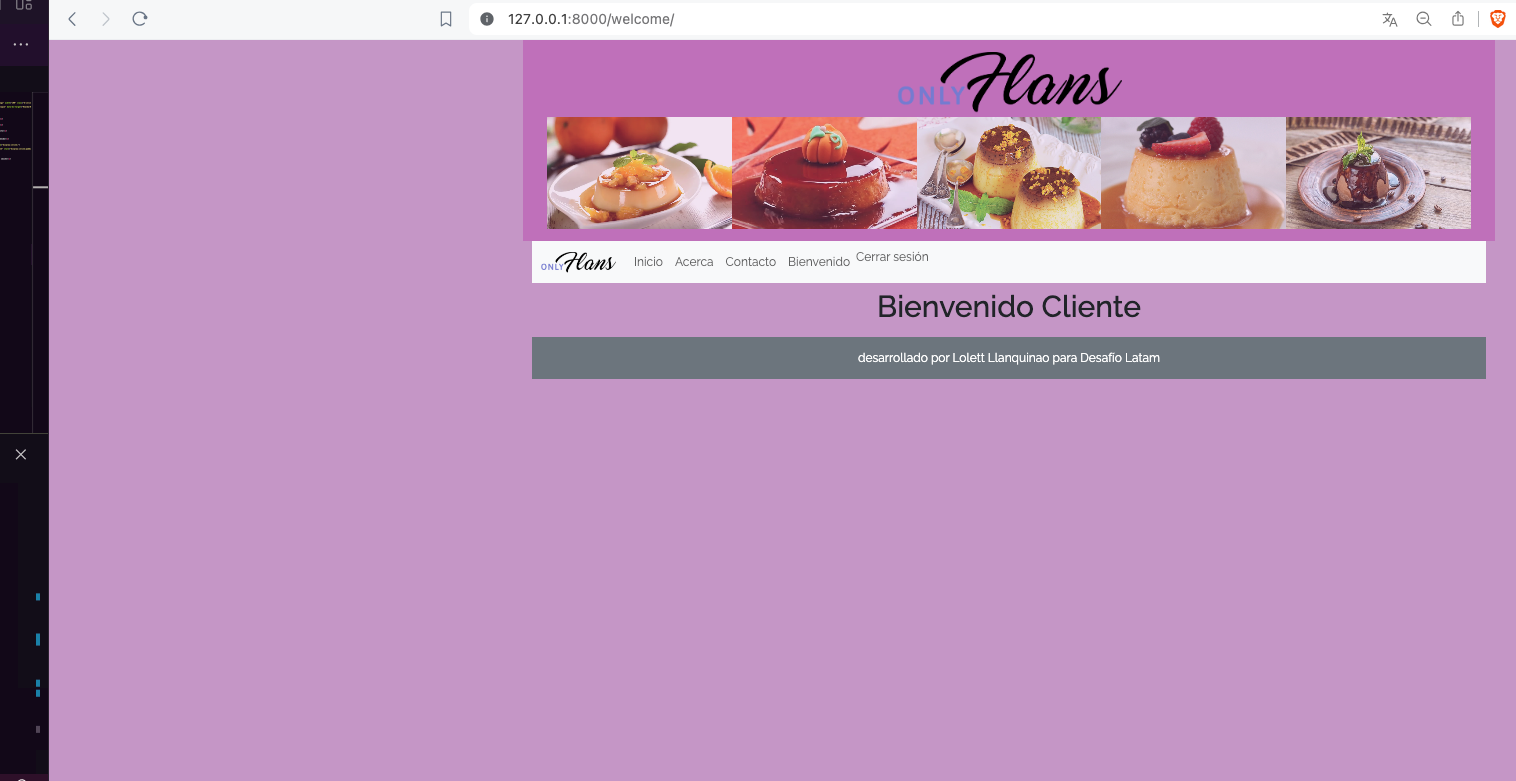 127.0.0.1:8000/welcome/
ONLY Flans
ONLY Flans Inicio Acerca Contacto Bienvenido Cerrar sesión
Bienvenido Cliente
desarrollado por Lolett Llanquinao para Desafío Latam